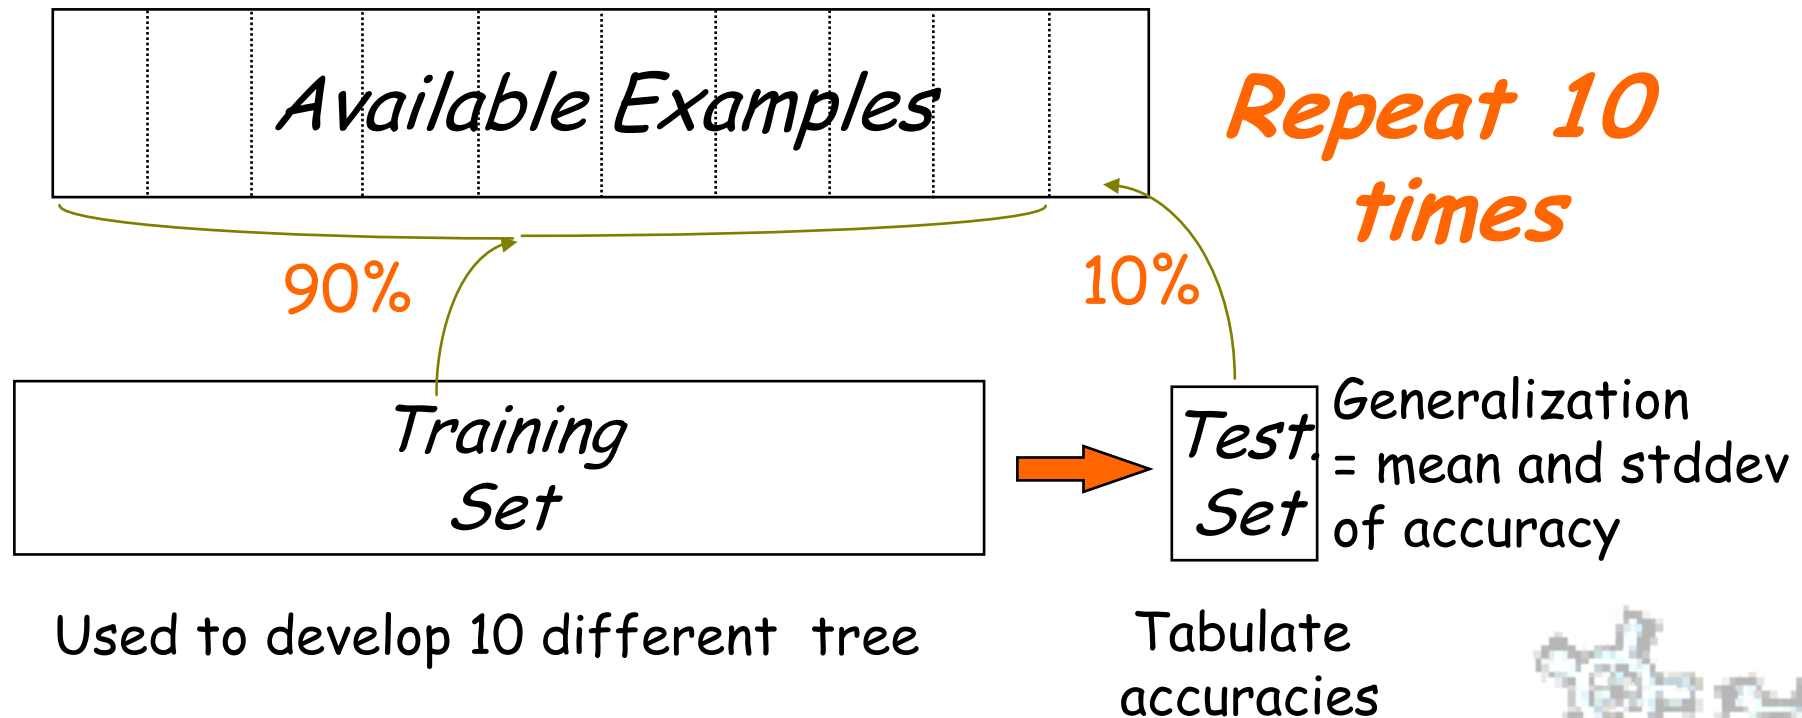 Available Examples
Repeat 10
times
90%
10%
Training
Set
Test.
Set
Generalization
= mean and stddev
of accuracy
Used to develop 10 different tree
Tabulate
accuracies